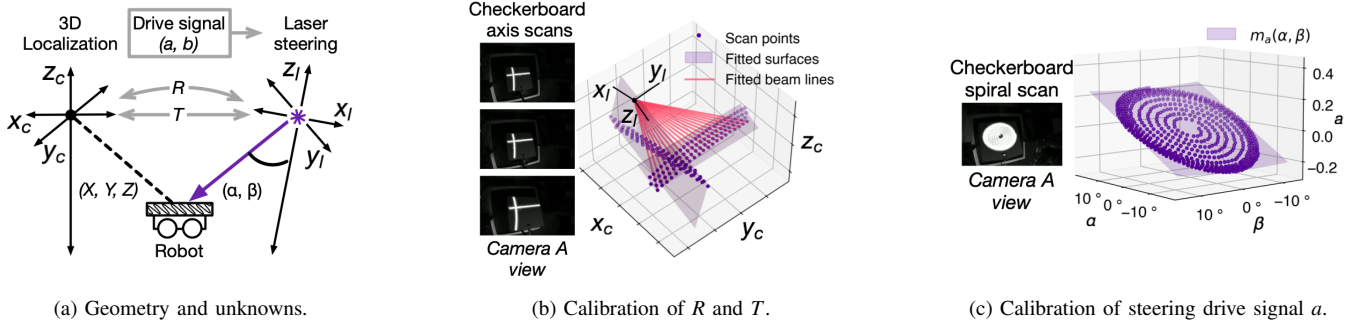 3D
Localization
Drive signal
(a, b)
Laser
steering
z_c
x_c
y_c
R
T
z_l
x_l
y_l
(X, Y, Z)
(α, β)
Robot
(a) Geometry and unknowns.
Checkerboard
axis scans
Camera A
view
Scan points
Fitted surfaces
Fitted beam lines
x_l
y_l
z_l
z_c
x_c
y_c
(b) Calibration of R and T.
Checkerboard
spiral scan
Camera A
view
m_a(α, β)
0.4
0.2
0.0
−0.2
a
10° 0° −10°
α
10° 0° −10°
β
(c) Calibration of steering drive signal a.